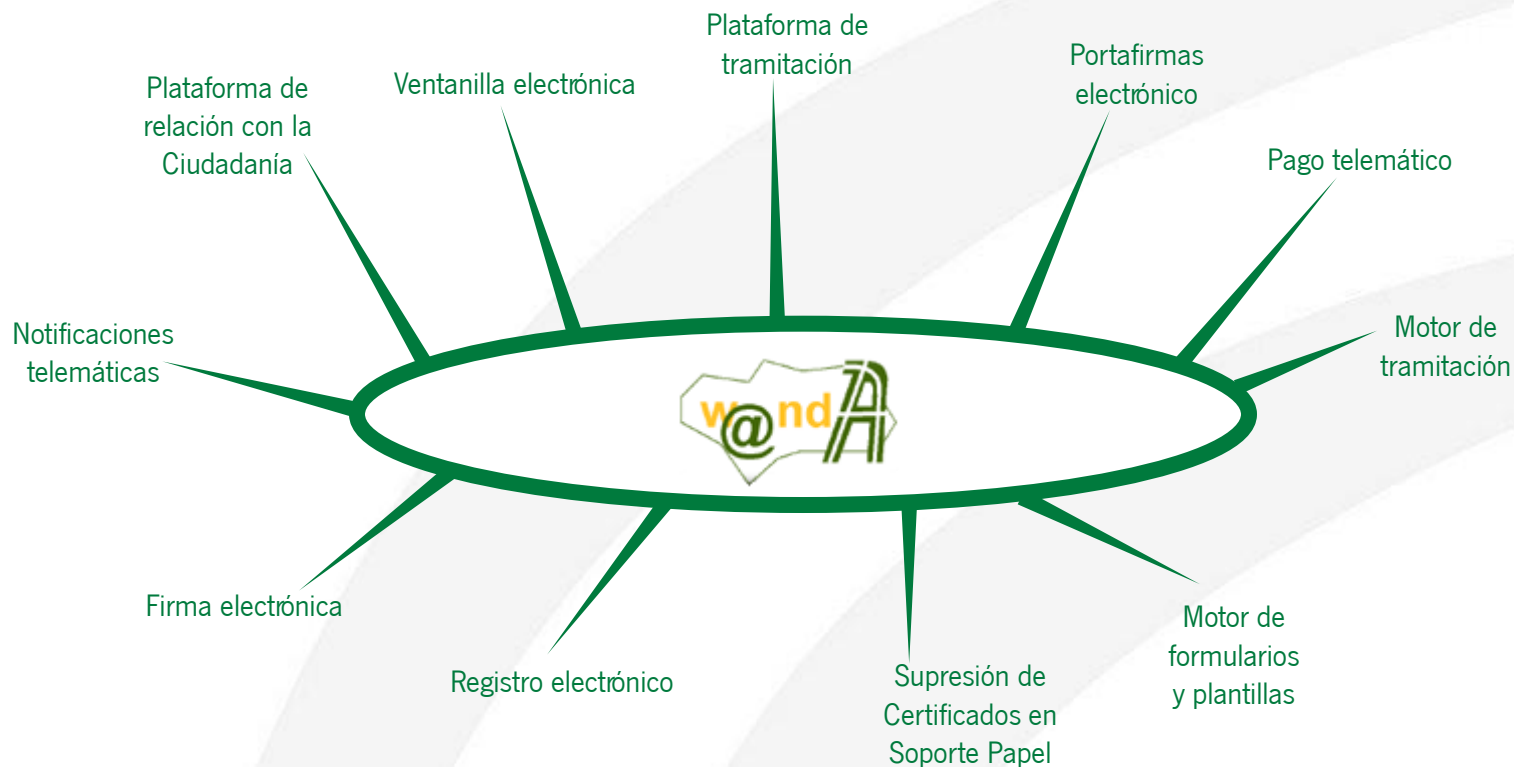 Plataforma de
tramitación
Portafirmas
electrónico
Ventanilla electrónica
Plataforma de
relación con la
Ciudadanía
Pago telemático
Notificaciones
telemáticas
Motor de
tramitación
w@ndA
Firma electrónica
Registro electrónico
Supresión de
Certificados en
Soporte Papel
Motor de
formularios
y plantillas